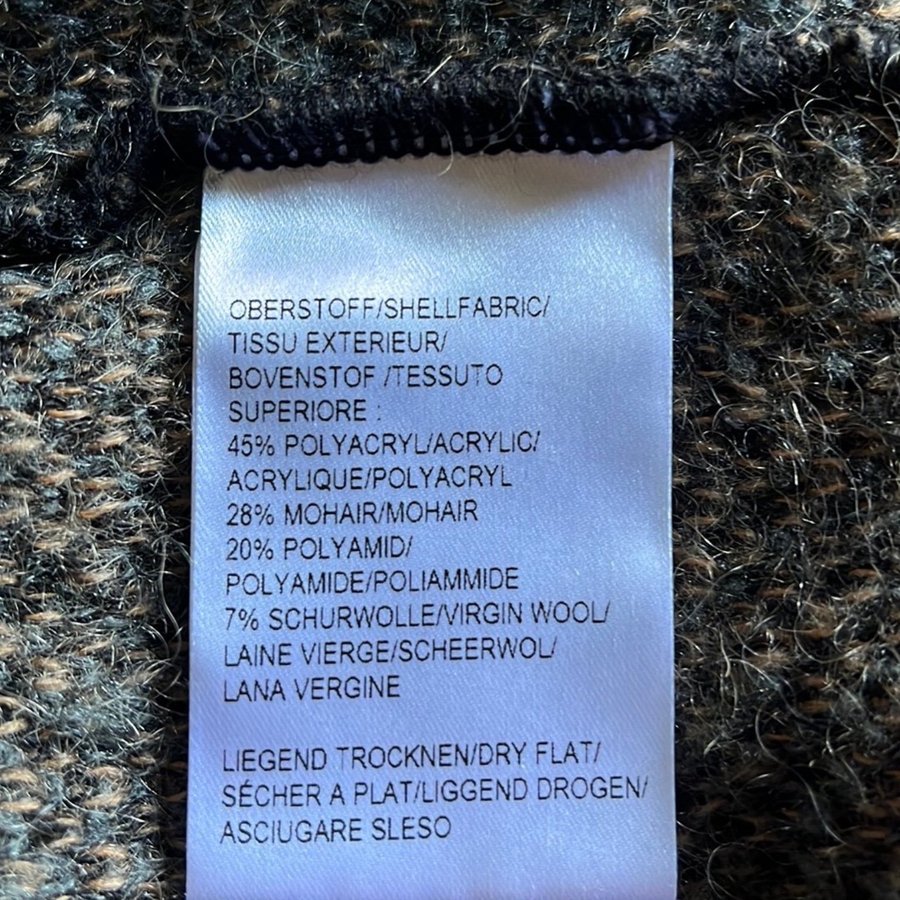 OBERSTOFF/SHELLFABRIC/
TISSU EXTERIEUR/
BOVENSTOF /TESSUTO
SUPERIORE :
45% POLYACRYL/ACRYLIC/
ACRYLIQUE/POLYACRYL
28% MOHAIR/MOHAIR
20% POLYAMID/
POLYAMIDE/POLIAMMIDE
7% SCHURWOLLE/VIRGIN WOOL/
LAINE VIERGE/SCHEERWOL/
LANA VERGINE
LIEGEND TROCKNEN/DRY FLAT/
SÉCHER A PLAT/LIGGEND DROGEN/
ASCIUGARE SLESO